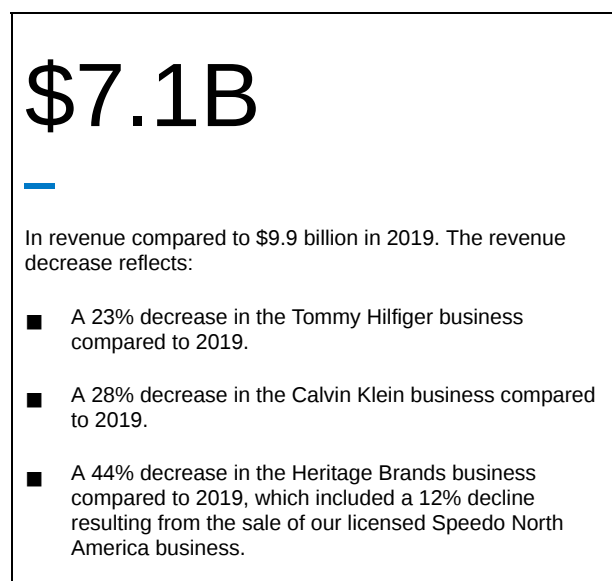 $7.1B
In revenue compared to $9.9 billion in 2019. The revenue
decrease reflects:
■ A 23% decrease in the Tommy Hilfiger business
compared to 2019.
■ A 28% decrease in the Calvin Klein business compared
to 2019.
■ A 44% decrease in the Heritage Brands business
compared to 2019, which included a 12% decline
resulting from the sale of our licensed Speedo North
America business.